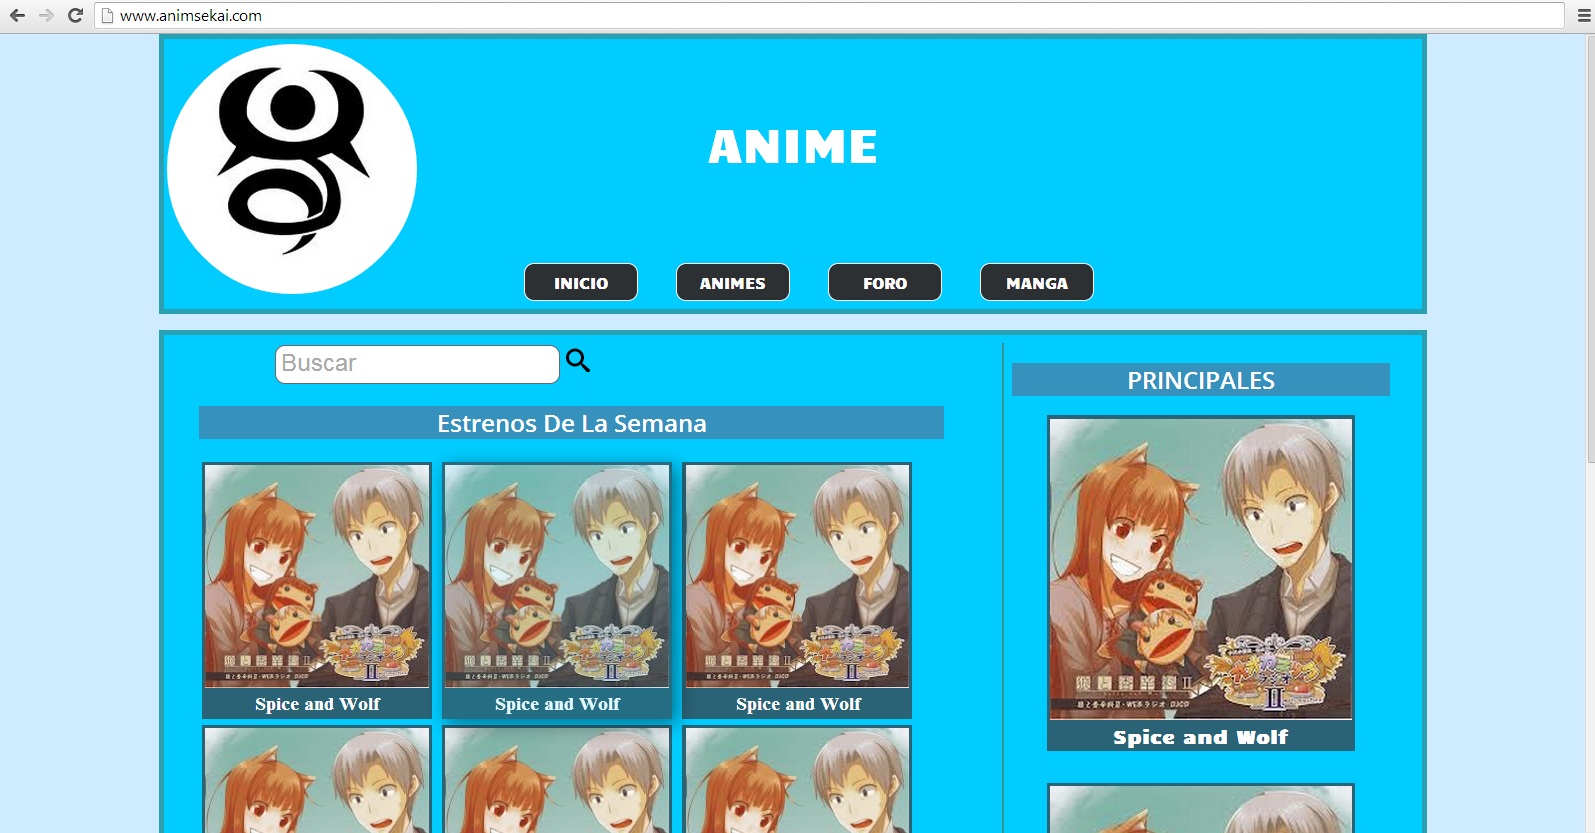 www.animsekai.com
ANIME
INICIO
ANIMES
FORO
MANGA
Buscar
Estrenos De La Semana
Spice and Wolf
Spice and Wolf
Spice and Wolf
PRINCIPALES
II
Spice and Wolf